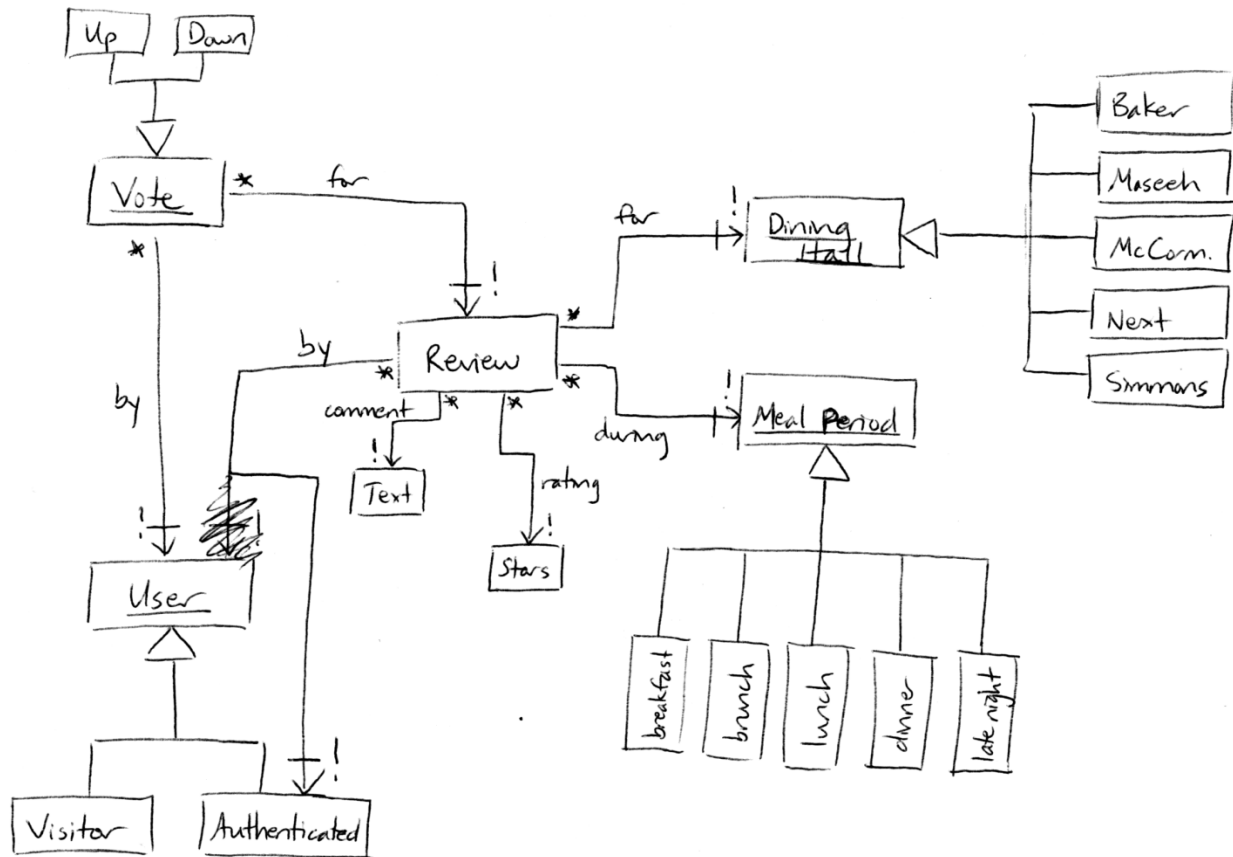 Up
Down
Vote
*
for
*
!
by
Review
*
*
*
*
*
by
comment
!
Text
rating
!
Stars
for
!
Dining
Hall
during
!
Meal Period
Baker
Maseeh
McCorm.
Next
Simmons
!
User
!
Visitor
Authenticated
breakfast
brunch
lunch
dinner
late night